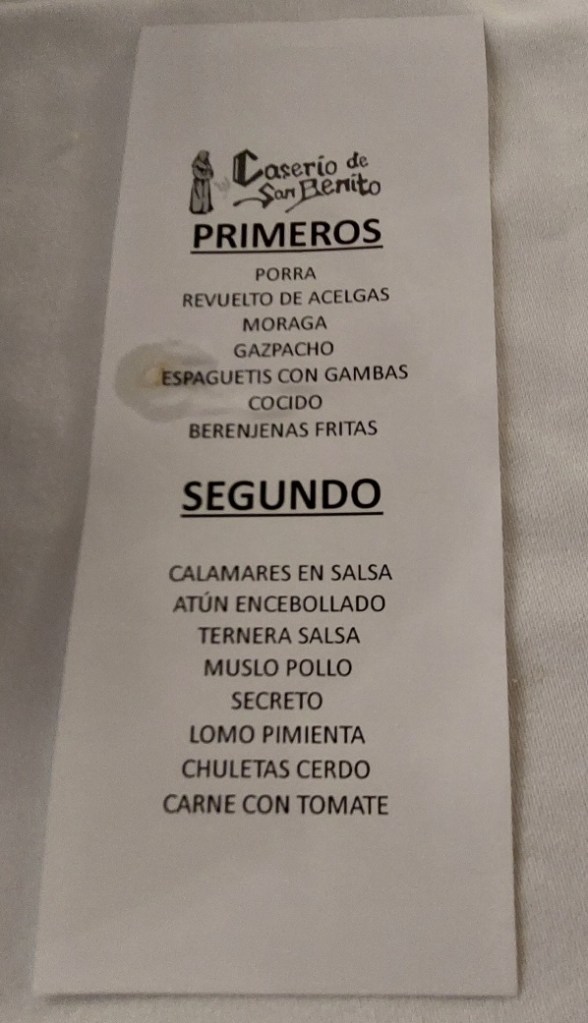 Caserío de
San Benito
PRIMEROS
PORRA
REVUELTO DE ACELGAS
MORAGA
GAZPACHO
ESPAGUETIS CON GAMBAS
COCIDO
BERENJENAS FRITAS
SEGUNDO
CALAMARES EN SALSA
ATÚN ENCEBOLLADO
TERNERA SALSA
MUSLO POLLO
SECRETO
LOMO PIMIENTA
CHULETAS CERDO
CARNE CON TOMATE